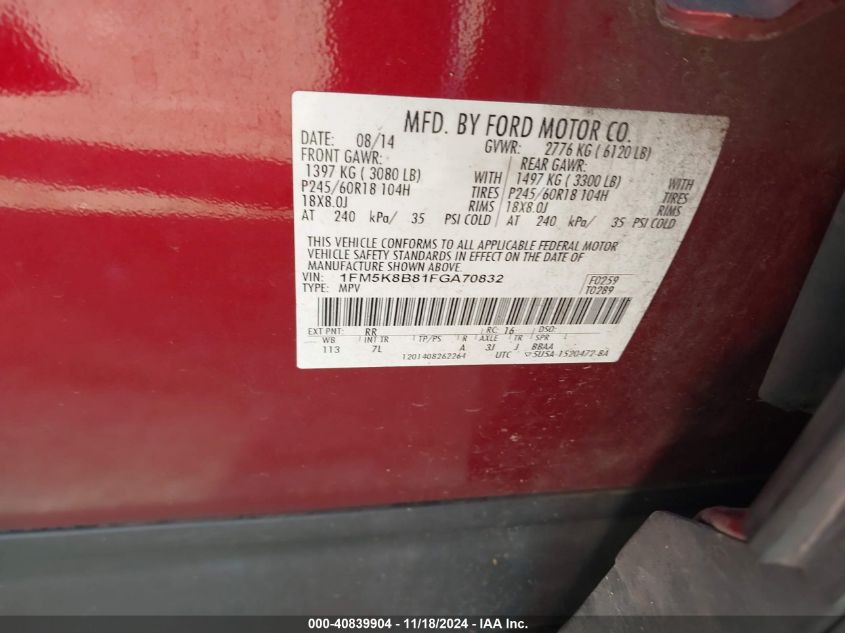 MFD. BY FORD MOTOR CO.
DATE: 08/14 GVWR: 2776 KG ( 6120 LB)
FRONT GAWR: REAR GAWR:
1397 KG ( 3080 LB) WITH 1497 KG ( 3300 LB) WITH
P245/60R18 104H TIRES P245/60R18 104H TIRES
18X8.0J RIMS 18X8.0J RIMS
AT 240 kPa/ 35 PSI COLD AT 240 kPa/ 35 PSI COLD
THIS VEHICLE CONFORMS TO ALL APPLICABLE FEDERAL MOTOR
VEHICLE SAFETY STANDARDS IN EFFECT ON THE DATE OF
MANUFACTURE SHOWN ABOVE.
VIN: 1FM5K8B81FGA70832 F0259
TYPE: MPV T0289
EXT PNT: RR RC: 16 DSO:
WB INT TR TP/PS R AXLE TR SPR
113 7L A 3J J BBAA
1201408262264 UTC SUSA-1520472-BA
000-40839904 - 11/18/2024 - IAA Inc.